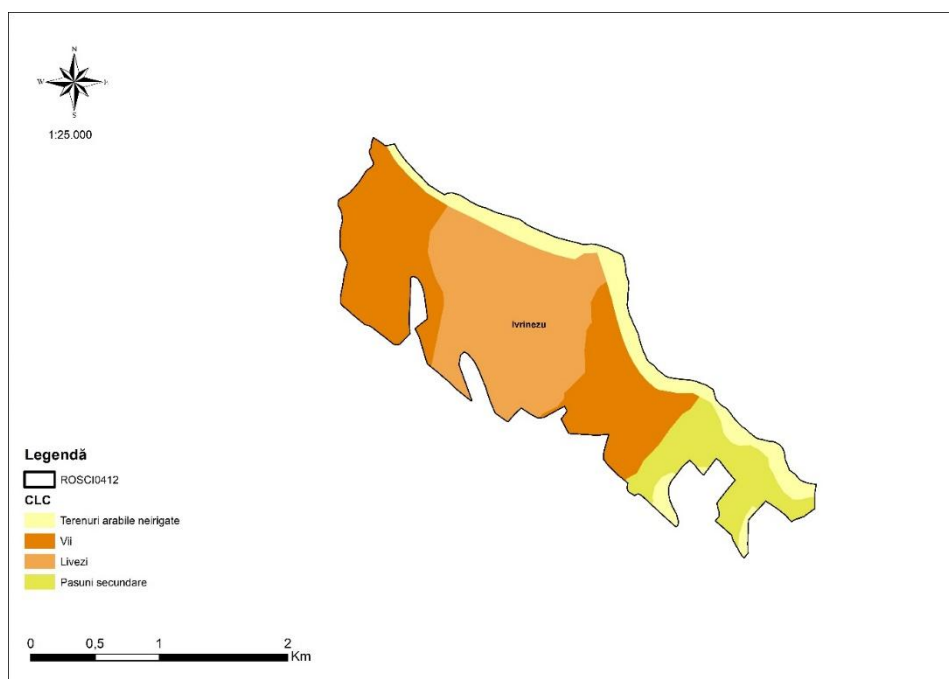 N
W E
S
1:25.000
Ivrinezu
Legendă
ROSCI0412
CLC
Terenuri arabile neirigate
Vii
Livezi
Pasuni secundare
0 0,5 1 2
Km